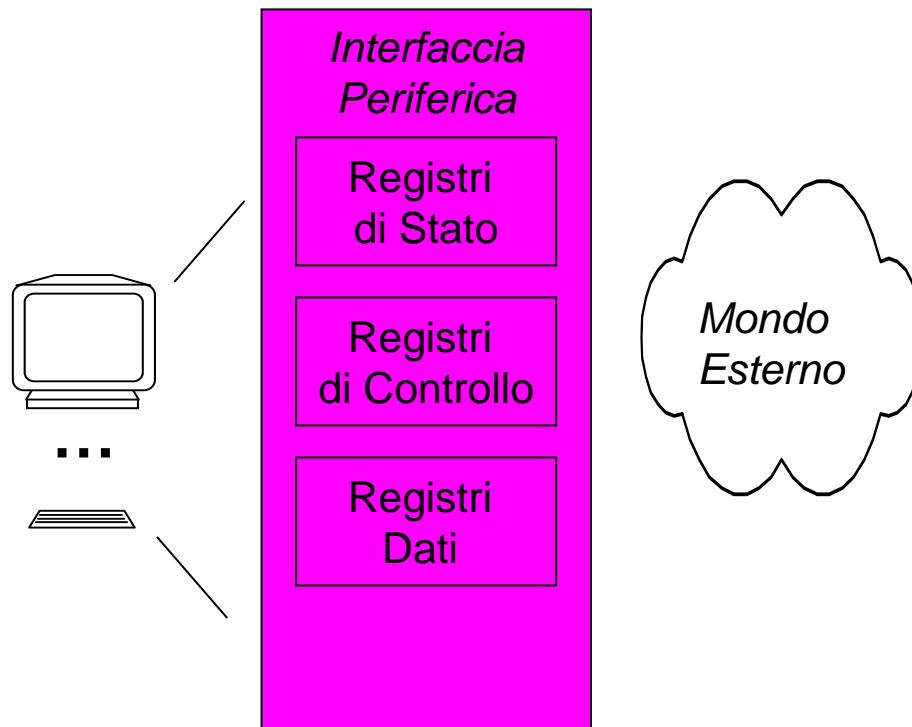 Interfaccia
Periferica
Registri
di Stato
Registri
di Controllo
Registri
Dati
...
Mondo
Esterno